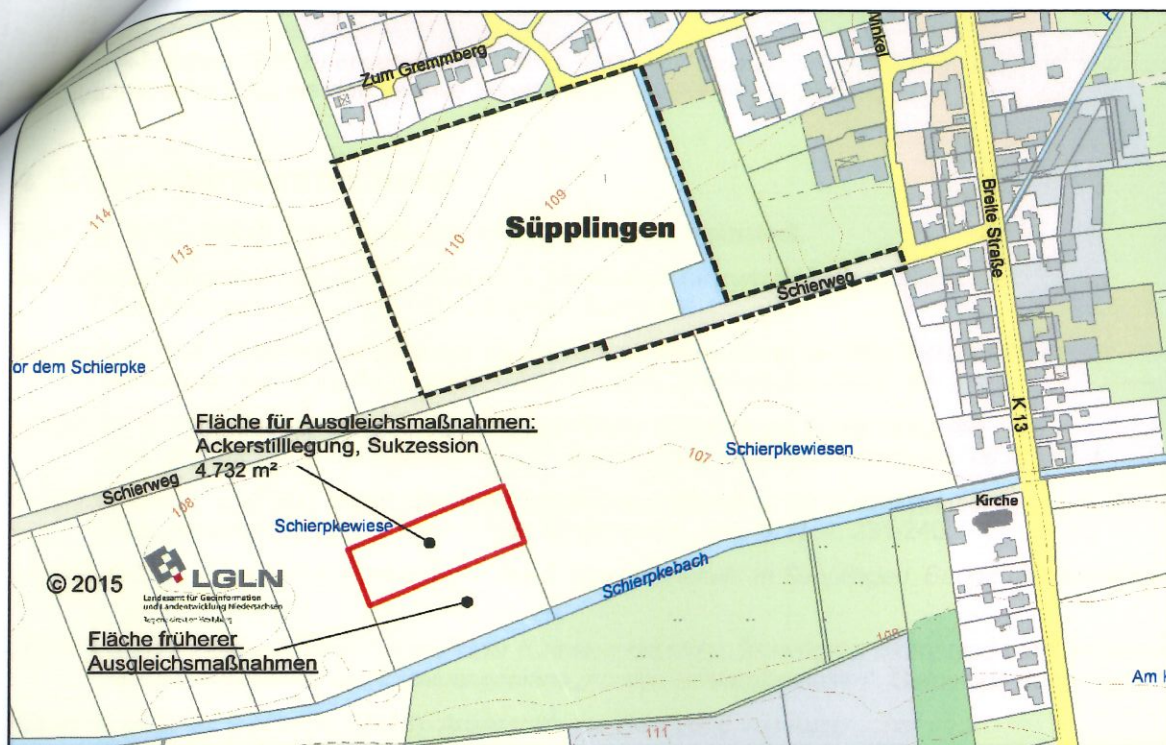 Zum Gremmberg
Winkel
114
113
110
109
Süpplingen
Breite Straße
Schierweg
or dem Schierpke
Fläche für Ausgleichsmaßnahmen:
Ackerstilllegung, Sukzession
4.732 m²
107
Schierpkewiesen
K 13
Schierweg
108
Schierpkewiese
Kirche
© 2015
LGLN
Landesamt für Geoinformation
und Landentwicklung Niedersachsen
Schierpkebach
Fläche früherer
Ausgleichsmaßnahmen
108
Am
111